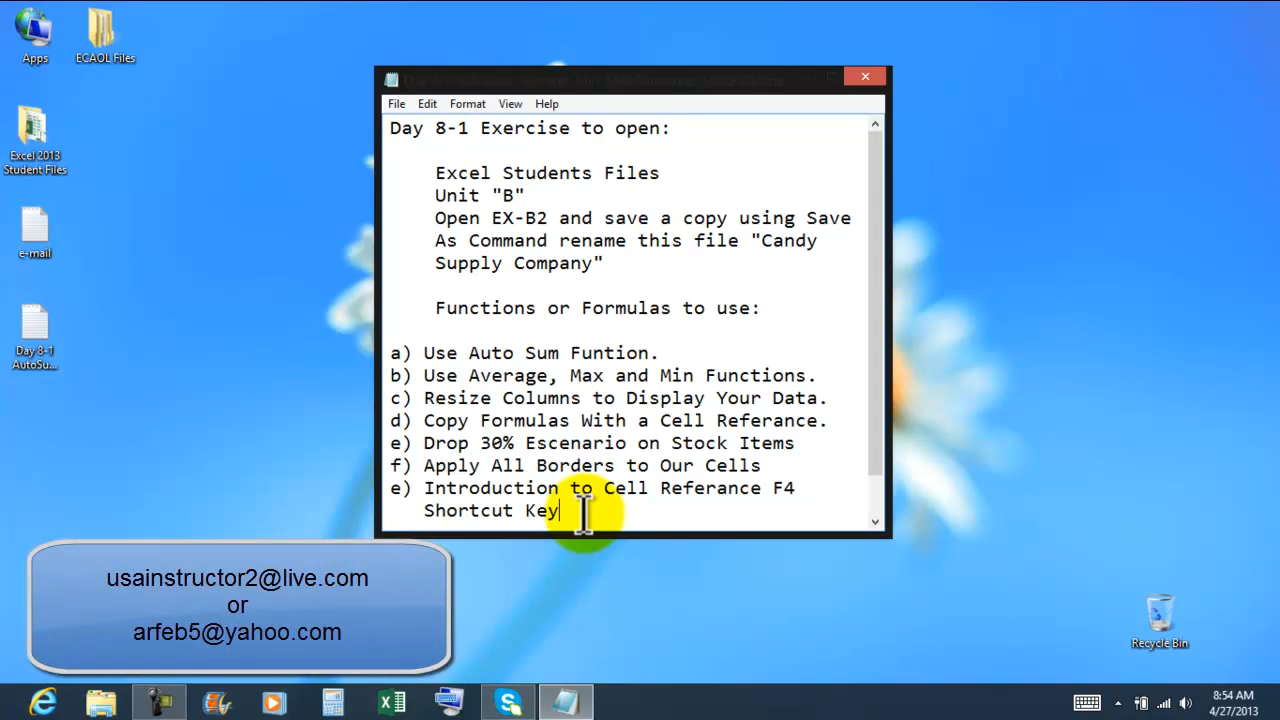 Apps
ECAOL Files
Excel 2013
Student Files
e-mail
Day 8-1
AutoSu...
File Edit Format View Help
Day 8-1 Exercise to open:
Excel Students Files
Unit "B"
Open EX-B2 and save a copy using Save
As Command rename this file "Candy
Supply Company"
Functions or Formulas to use:
a) Use Auto Sum Funtion.
b) Use Average, Max and Min Functions.
c) Resize Columns to Display Your Data.
d) Copy Formulas With a Cell Referance.
e) Drop 30% Escenario on Stock Items
f) Apply All Borders to Our Cells
e) Introduction to Cell Referance F4
Shortcut Key
usainstructor2@live.com
or
arfeb5@yahoo.com
Recycle Bin
8:54 AM
4/27/2013